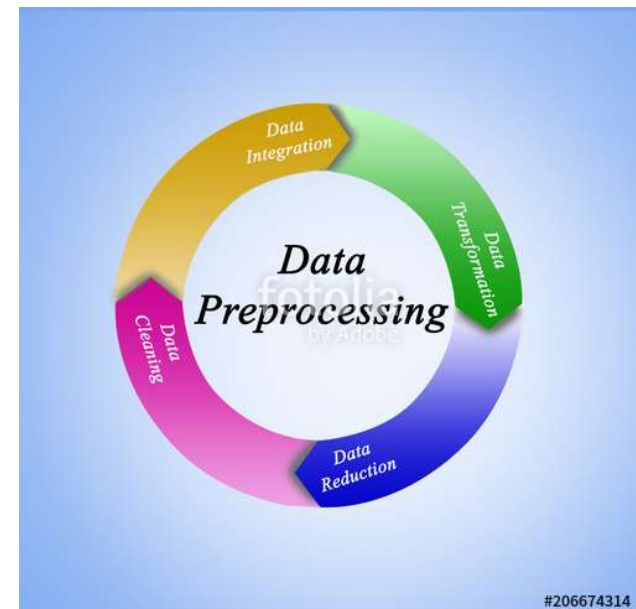 Data
Integration
Data
Transformation
Data
Preprocessing
fotolia
by Adobe
Data
Cleaning
Data
Reduction
#206674314